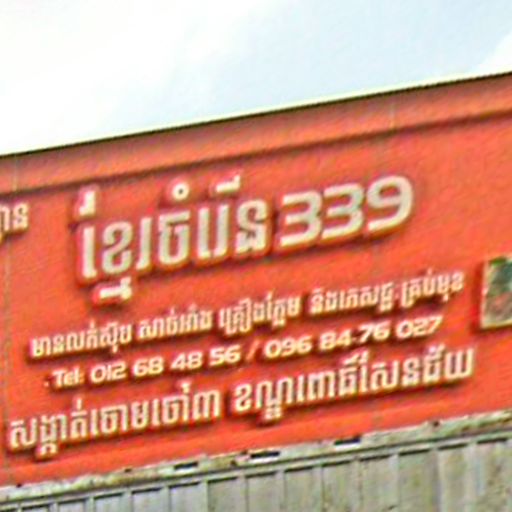 ខ្មែរចំរើន 339
មានលក់ស៊ុប សាច់អាំង គ្រឿងក្លែម និងភេសជ្ជៈគ្រប់មុខ
Tel: 012 68 48 56 / 096 84 76 027
សង្កាត់ចោមចៅ៣ ខណ្ឌពោធិ៍សែនជ័យ